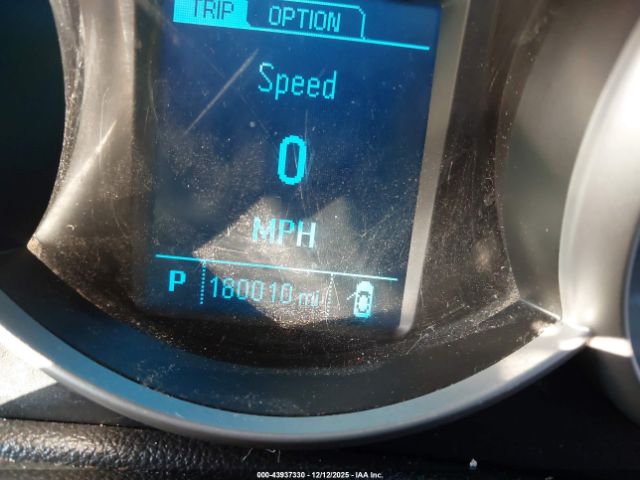 TRIP OPTION
Speed
0
MPH
P 180010 mi
000-43937330 - 12/12/2025 - IAA Inc.